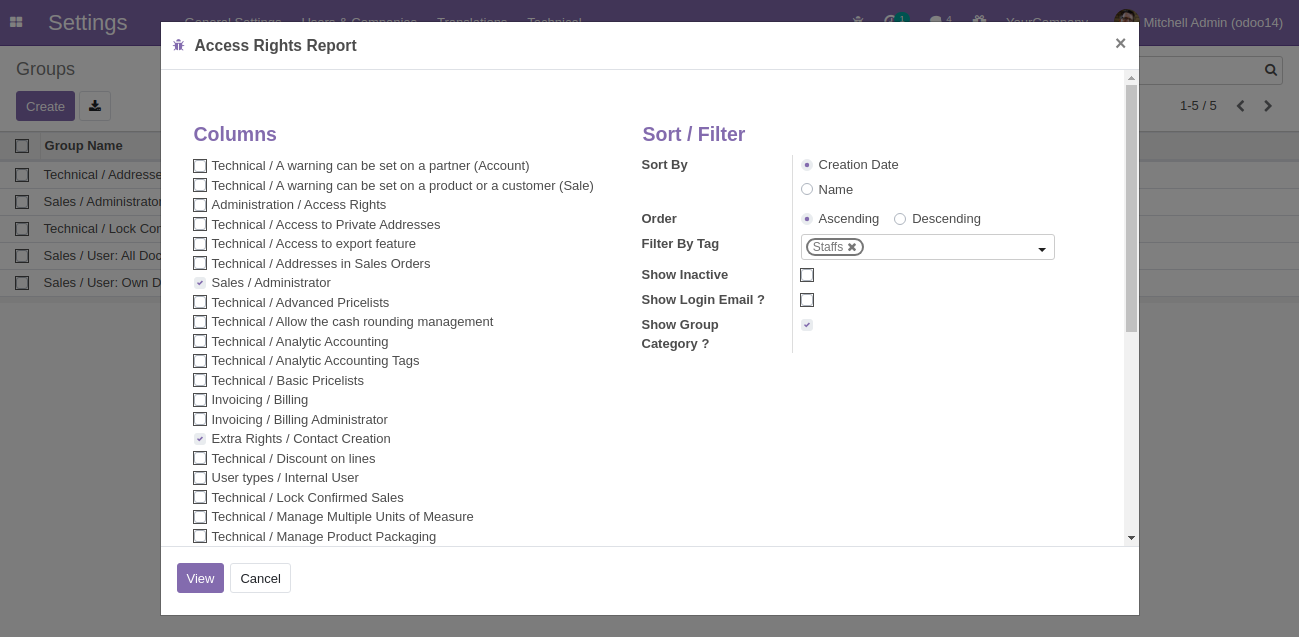 Settings
General Settings Users & Companies Translations Technical
1 4 YourCompany Mitchell Admin (odoo14)
Groups
Create
1-5 / 5
Group Name
Technical / Addresse
Sales / Administrator
Technical / Lock Con
Sales / User: All Doc
Sales / User: Own D
Access Rights Report
×
Columns
Technical / A warning can be set on a partner (Account)
Technical / A warning can be set on a product or a customer (Sale)
Administration / Access Rights
Technical / Access to Private Addresses
Technical / Access to export feature
Technical / Addresses in Sales Orders
Sales / Administrator
Technical / Advanced Pricelists
Technical / Allow the cash rounding management
Technical / Analytic Accounting
Technical / Analytic Accounting Tags
Technical / Basic Pricelists
Invoicing / Billing
Invoicing / Billing Administrator
Extra Rights / Contact Creation
Technical / Discount on lines
User types / Internal User
Technical / Lock Confirmed Sales
Technical / Manage Multiple Units of Measure
Technical / Manage Product Packaging
Sort / Filter
Sort By
Creation Date
Name
Order
Ascending Descending
Filter By Tag
Staffs
Show Inactive
Show Login Email ?
Show Group
Category ?
View Cancel